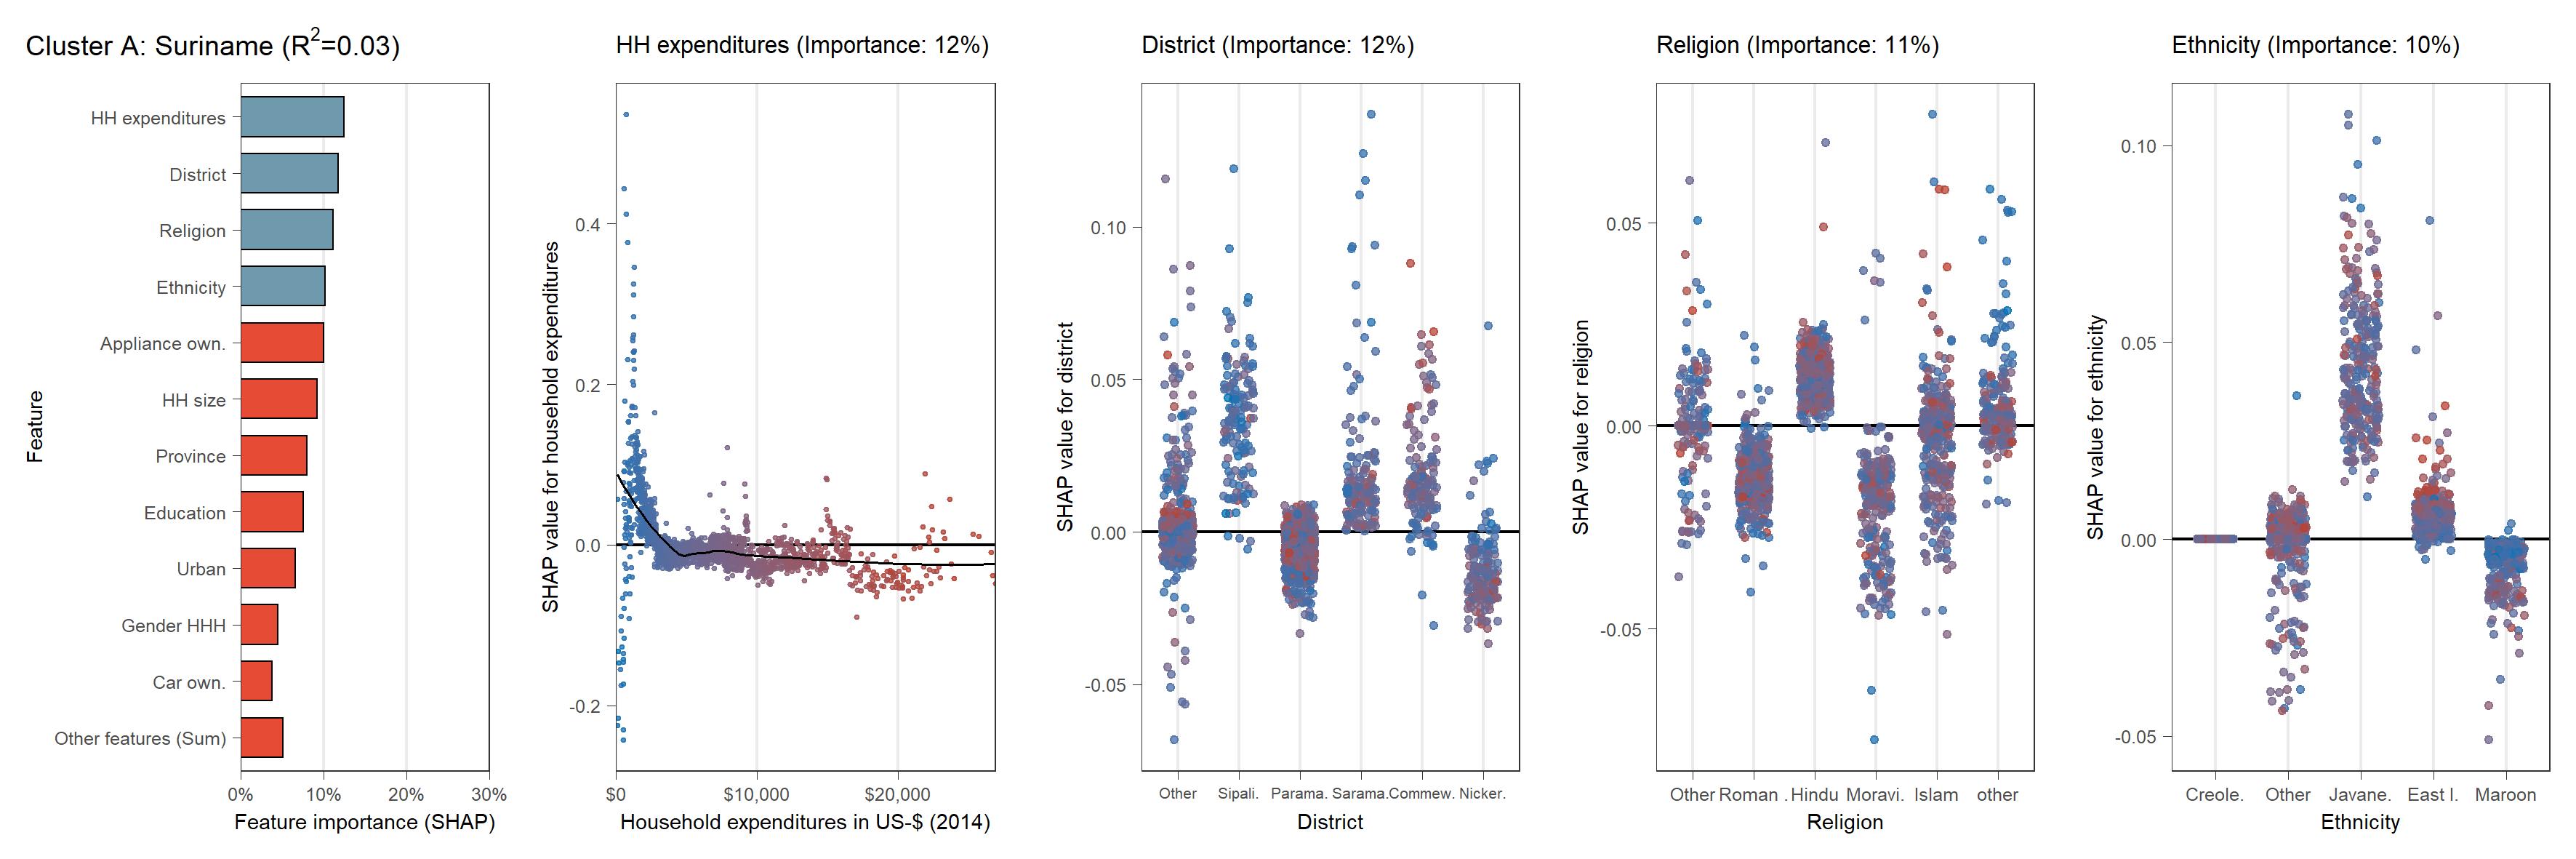 Cluster A: Suriname (R2=0.03)
HH expenditures (Importance: 12%)
District (Importance: 12%)
Religion (Importance: 11%)
Ethnicity (Importance: 10%)
Feature
HH expenditures
District
Religion
Ethnicity
Appliance own.
HH size
Province
Education
Urban
Gender HHH
Car own.
Other features (Sum)
0% 10% 20% 30%
Feature importance (SHAP)
SHAP value for household expenditures
0.4
0.2
0.0
-0.2
$0 $10,000 $20,000
Household expenditures in US-$ (2014)
SHAP value for district
0.10
0.05
0.00
-0.05
Other Sipali. Parama. Sarama. Commew. Nicker.
District
SHAP value for religion
0.05
0.00
-0.05
Other Roman . Hindu Moravi. Islam other
Religion
SHAP value for ethnicity
0.10
0.05
0.00
-0.05
Creole. Other Javane. East I. Maroon
Ethnicity